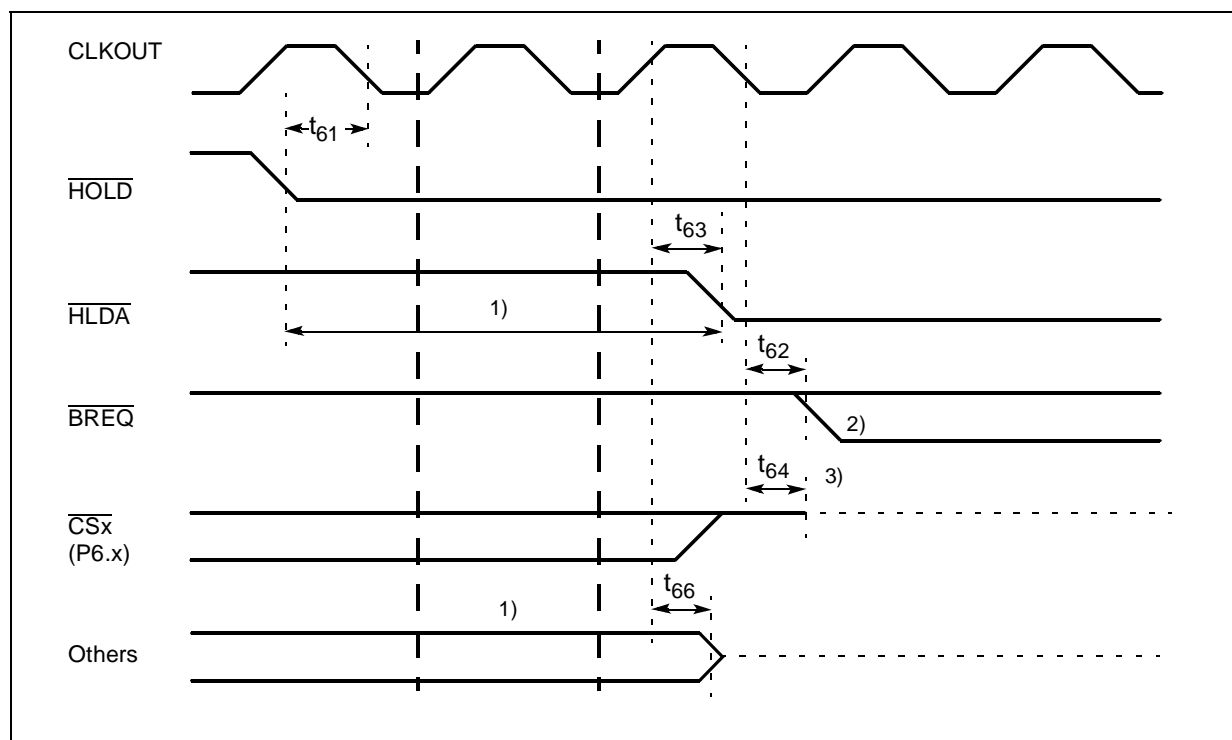 CLKOUT
t61
HOLD
t63
HLDA
1)
t62
BREQ
2)
t64
3)
CSx
(P6.x)
t66
1)
Others